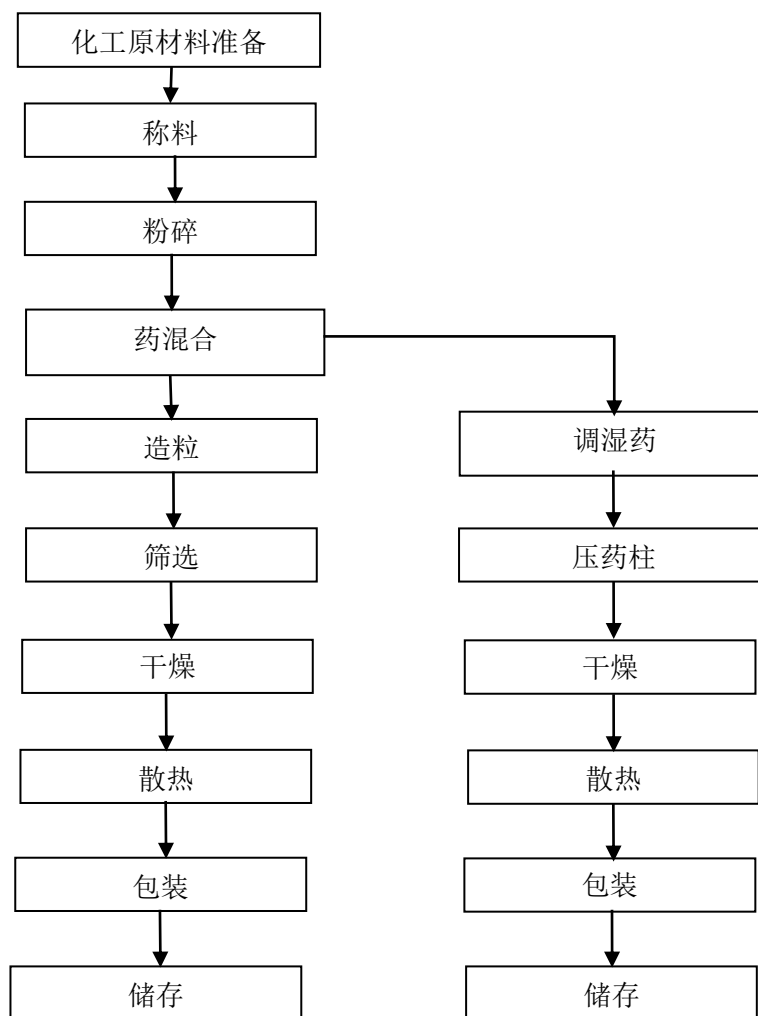 化工原材料准备
称料
粉碎
药混合
造粒
筛选
干燥
散热
包装
储存
调湿药
压药柱
干燥
散热
包装
储存